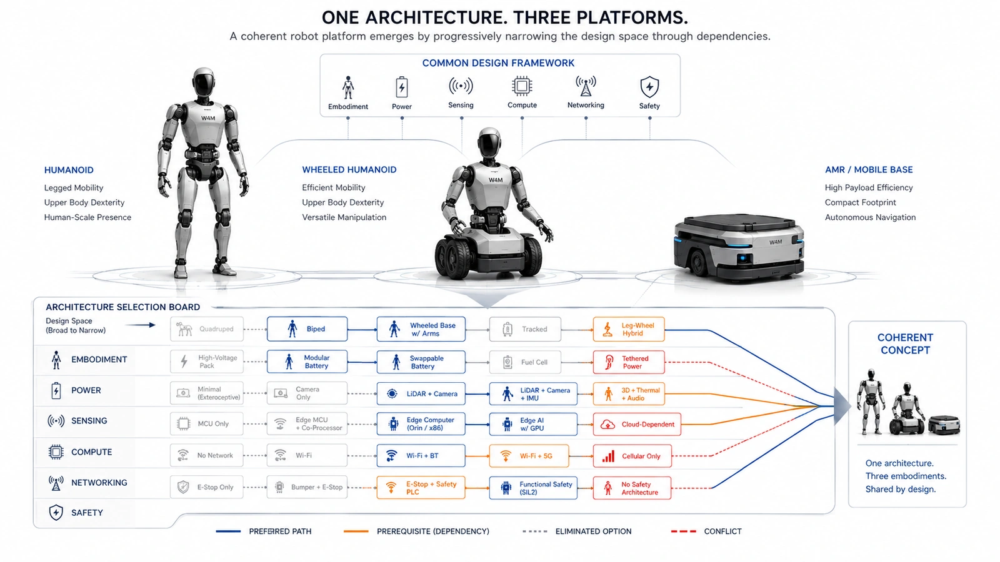 ONE ARCHITECTURE. THREE PLATFORMS.
A coherent robot platform emerges by progressively narrowing the design space through dependencies.
COMMON DESIGN FRAMEWORK
Embodiment
Power
Sensing
Compute
Networking
Safety
W4M
HUMANOID
Legged Mobility
Upper Body Dexterity
Human-Scale Presence
WHEELED HUMANOID
Efficient Mobility
Upper Body Dexterity
Versatile Manipulation
W4M
AMR / MOBILE BASE
High Payload Efficiency
Compact Footprint
Autonomous Navigation
W4M
ARCHITECTURE SELECTION BOARD
Design Space
(Broad to Narrow)
Quadruped
Biped
Wheeled Base
w/ Arms
Tracked
Leg-Wheel
Hybrid
EMBODIMENT
High-Voltage
Pack
Modular
Battery
Swappable
Battery
Fuel Cell
Tethered
Power
POWER
Minimal
(Exteroceptive)
Camera
Only
LiDAR + Camera
LiDAR + Camera
+ IMU
3D + Thermal
+ Audio
SENSING
MCU Only
Edge MCU
+ Co-Processor
Edge Computer
(Orin / x86)
Edge AI
w/ GPU
Cloud-Dependent
COMPUTE
No Network
Wi-Fi
Wi-Fi + BT
Wi-Fi + 5G
Cellular Only
NETWORKING
E-Stop Only
Bumper + E-Stop
E-Stop + Safety
PLC
Functional Safety
(SIL2)
No Safety
Architecture
SAFETY
COHERENT
CONCEPT
One architecture.
Three embodiments.
Shared by design.
PREFERRED PATH
PREREQUISITE (DEPENDENCY)
ELIMINATED OPTION
CONFLICT